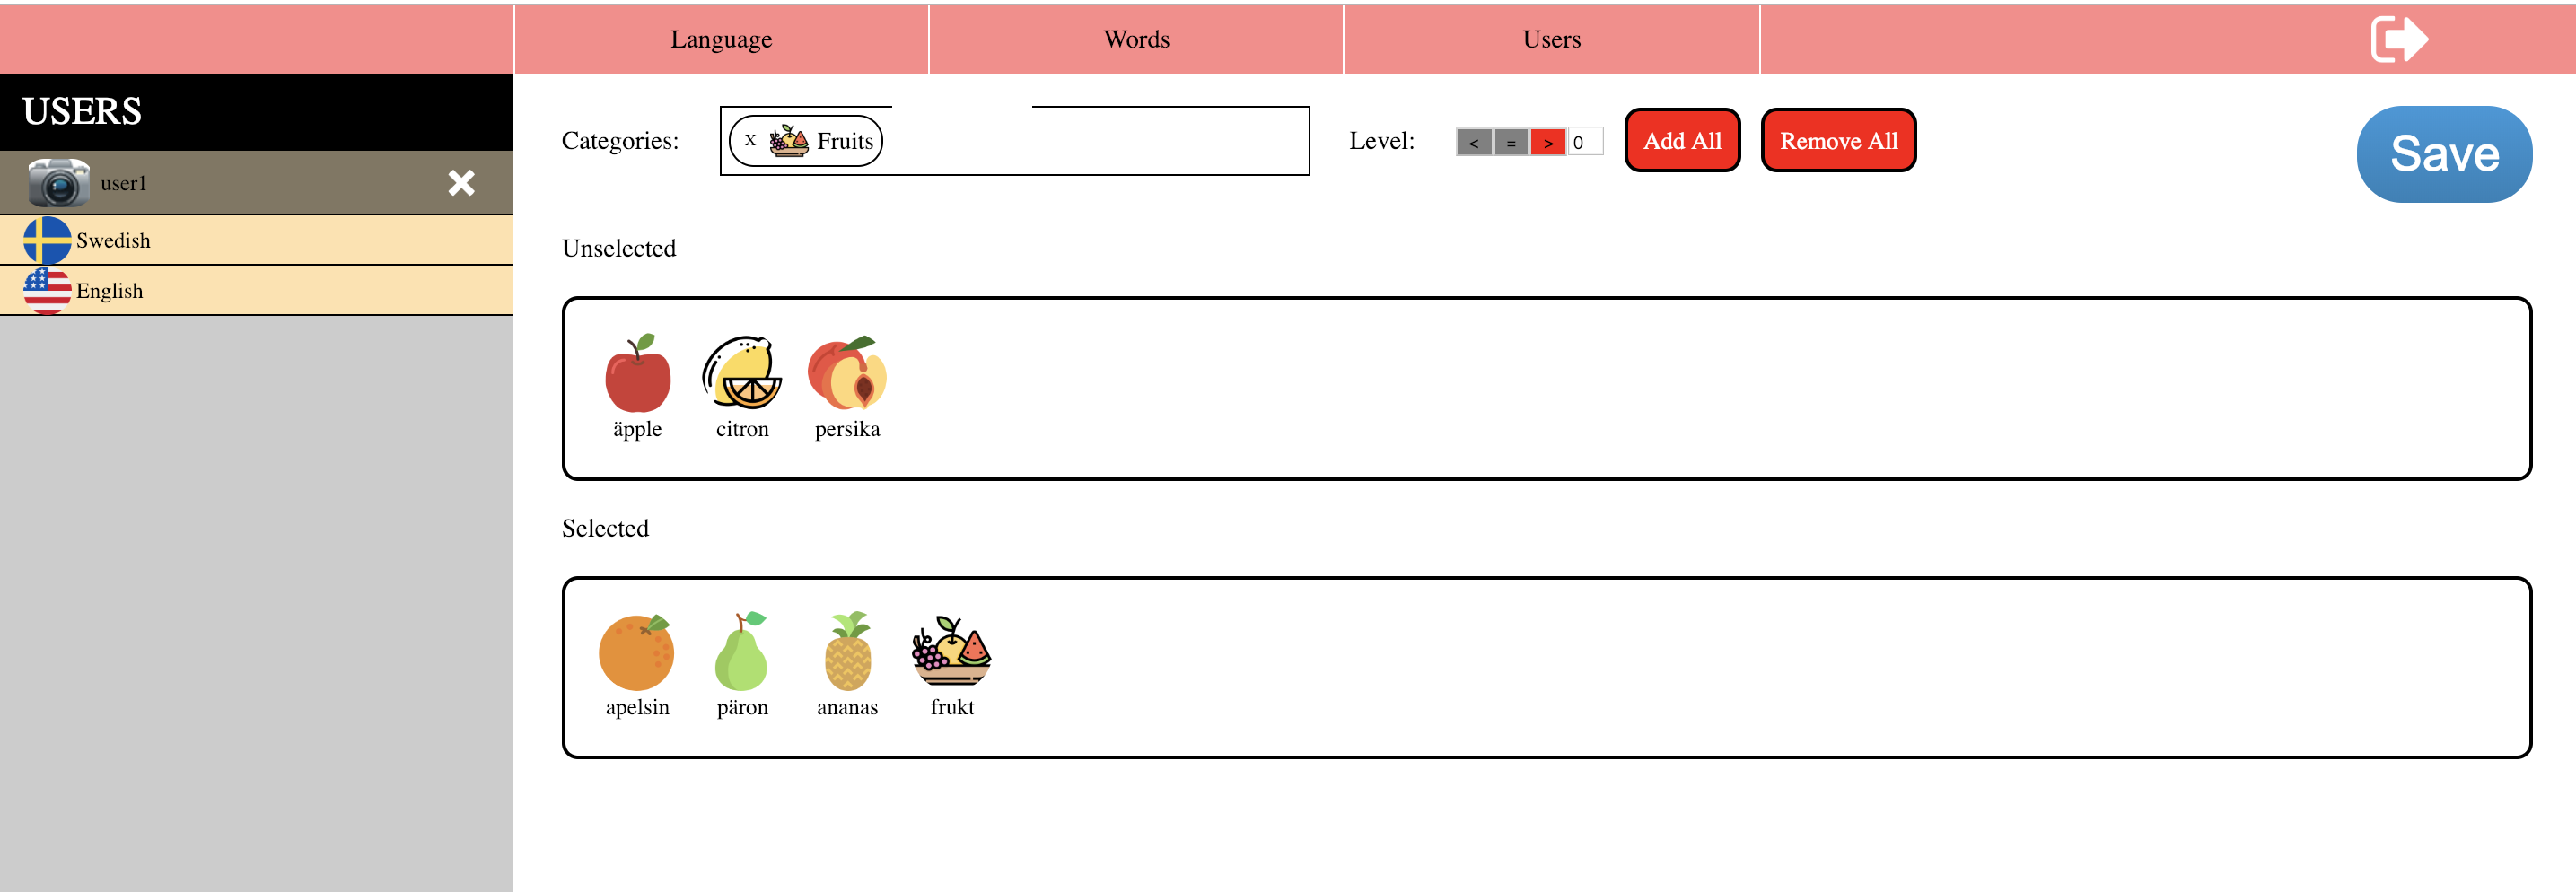 Language Words Users
USERS
user1
Swedish
English
Categories: X Fruits Level: < = > 0 Add All Remove All Save
Unselected
äpple citron persika
Selected
apelsin päron ananas frukt